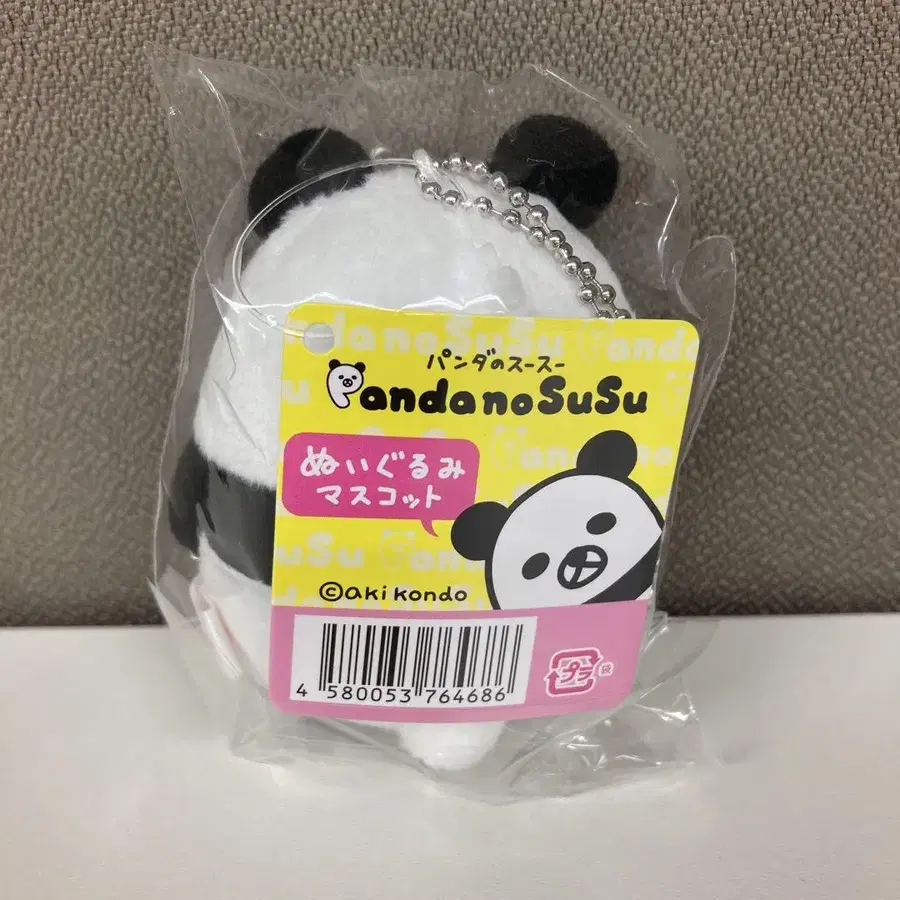 パンダのスースー
PandanoSuSu
ぬいぐるみ
マスコット
©aki kondo
4 580053 764686
プラ 袋